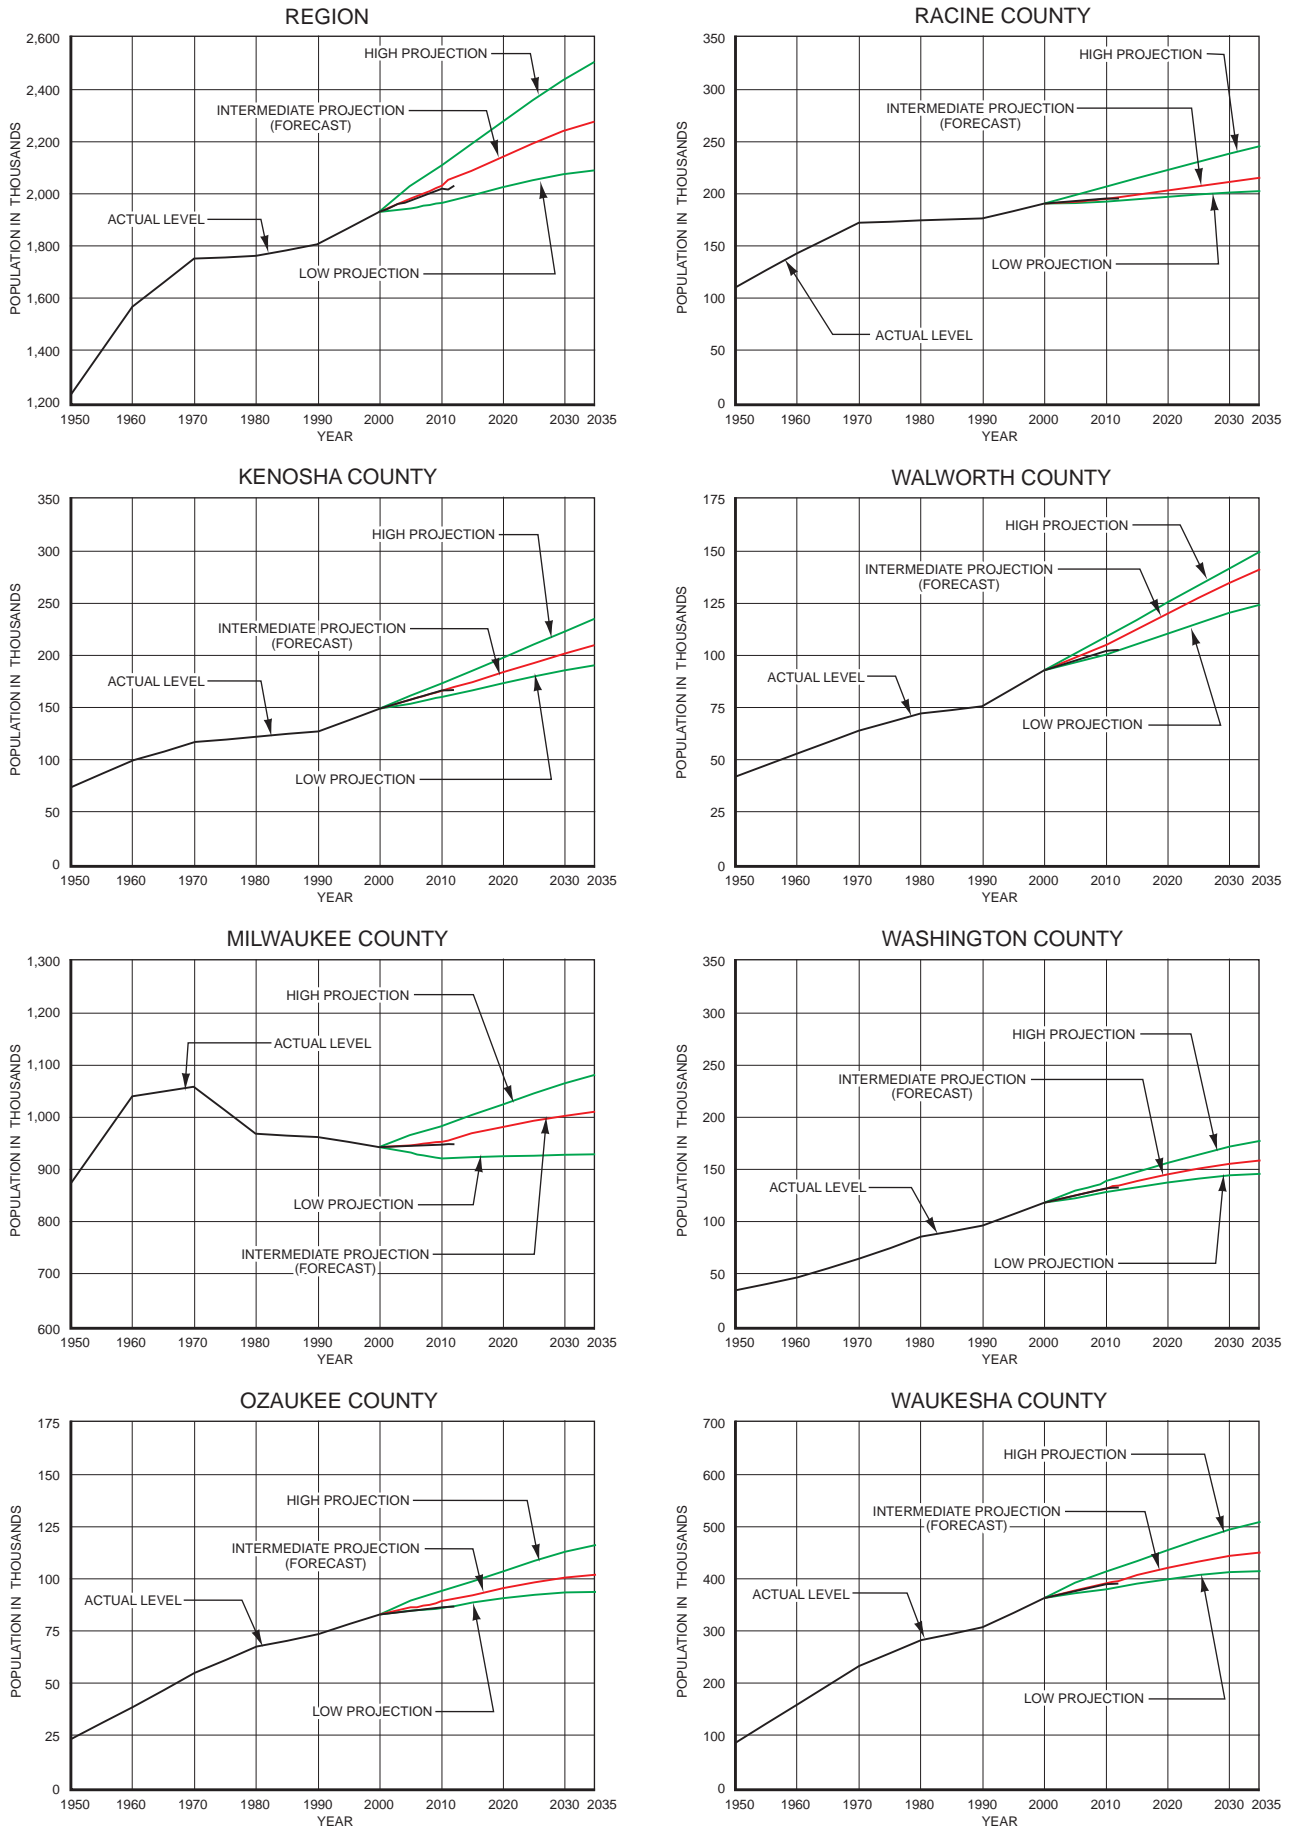 REGION
2,600
2,400
2,200
2,000
1,800
1,600
1,400
1,200
POPULATION IN THOUSANDS
HIGH PROJECTION
INTERMEDIATE PROJECTION
(FORECAST)
ACTUAL LEVEL
LOW PROJECTION
1950 1960 1970 1980 1990 2000 2010 2020 2030 2035
YEAR
RACINE COUNTY
350
300
250
200
150
100
50
0
POPULATION IN THOUSANDS
HIGH PROJECTION
INTERMEDIATE PROJECTION
(FORECAST)
LOW PROJECTION
ACTUAL LEVEL
1950 1960 1970 1980 1990 2000 2010 2020 2030 2035
YEAR
KENOSHA COUNTY
350
300
250
200
150
100
50
0
POPULATION IN THOUSANDS
HIGH PROJECTION
INTERMEDIATE PROJECTION
(FORECAST)
ACTUAL LEVEL
LOW PROJECTION
1950 1960 1970 1980 1990 2000 2010 2020 2030 2035
YEAR
WALWORTH COUNTY
175
150
125
100
75
50
25
0
POPULATION IN THOUSANDS
HIGH PROJECTION
INTERMEDIATE PROJECTION
(FORECAST)
ACTUAL LEVEL
LOW PROJECTION
1950 1960 1970 1980 1990 2000 2010 2020 2030 2035
YEAR
MILWAUKEE COUNTY
1,300
1,200
1,100
1,000
900
800
700
600
POPULATION IN THOUSANDS
HIGH PROJECTION
ACTUAL LEVEL
LOW PROJECTION
INTERMEDIATE PROJECTION
(FORECAST)
1950 1960 1970 1980 1990 2000 2010 2020 2030 2035
YEAR
WASHINGTON COUNTY
350
300
250
200
150
100
50
0
POPULATION IN THOUSANDS
HIGH PROJECTION
INTERMEDIATE PROJECTION
(FORECAST)
ACTUAL LEVEL
LOW PROJECTION
1950 1960 1970 1980 1990 2000 2010 2020 2030 2035
YEAR
OZAUKEE COUNTY
175
150
125
100
75
50
25
0
POPULATION IN THOUSANDS
HIGH PROJECTION
INTERMEDIATE PROJECTION
(FORECAST)
ACTUAL LEVEL
LOW PROJECTION
1950 1960 1970 1980 1990 2000 2010 2020 2030 2035
YEAR
WAUKESHA COUNTY
700
600
500
400
300
200
100
0
POPULATION IN THOUSANDS
HIGH PROJECTION
INTERMEDIATE PROJECTION
(FORECAST)
ACTUAL LEVEL
LOW PROJECTION
1950 1960 1970 1980 1990 2000 2010 2020 2030 2035
YEAR